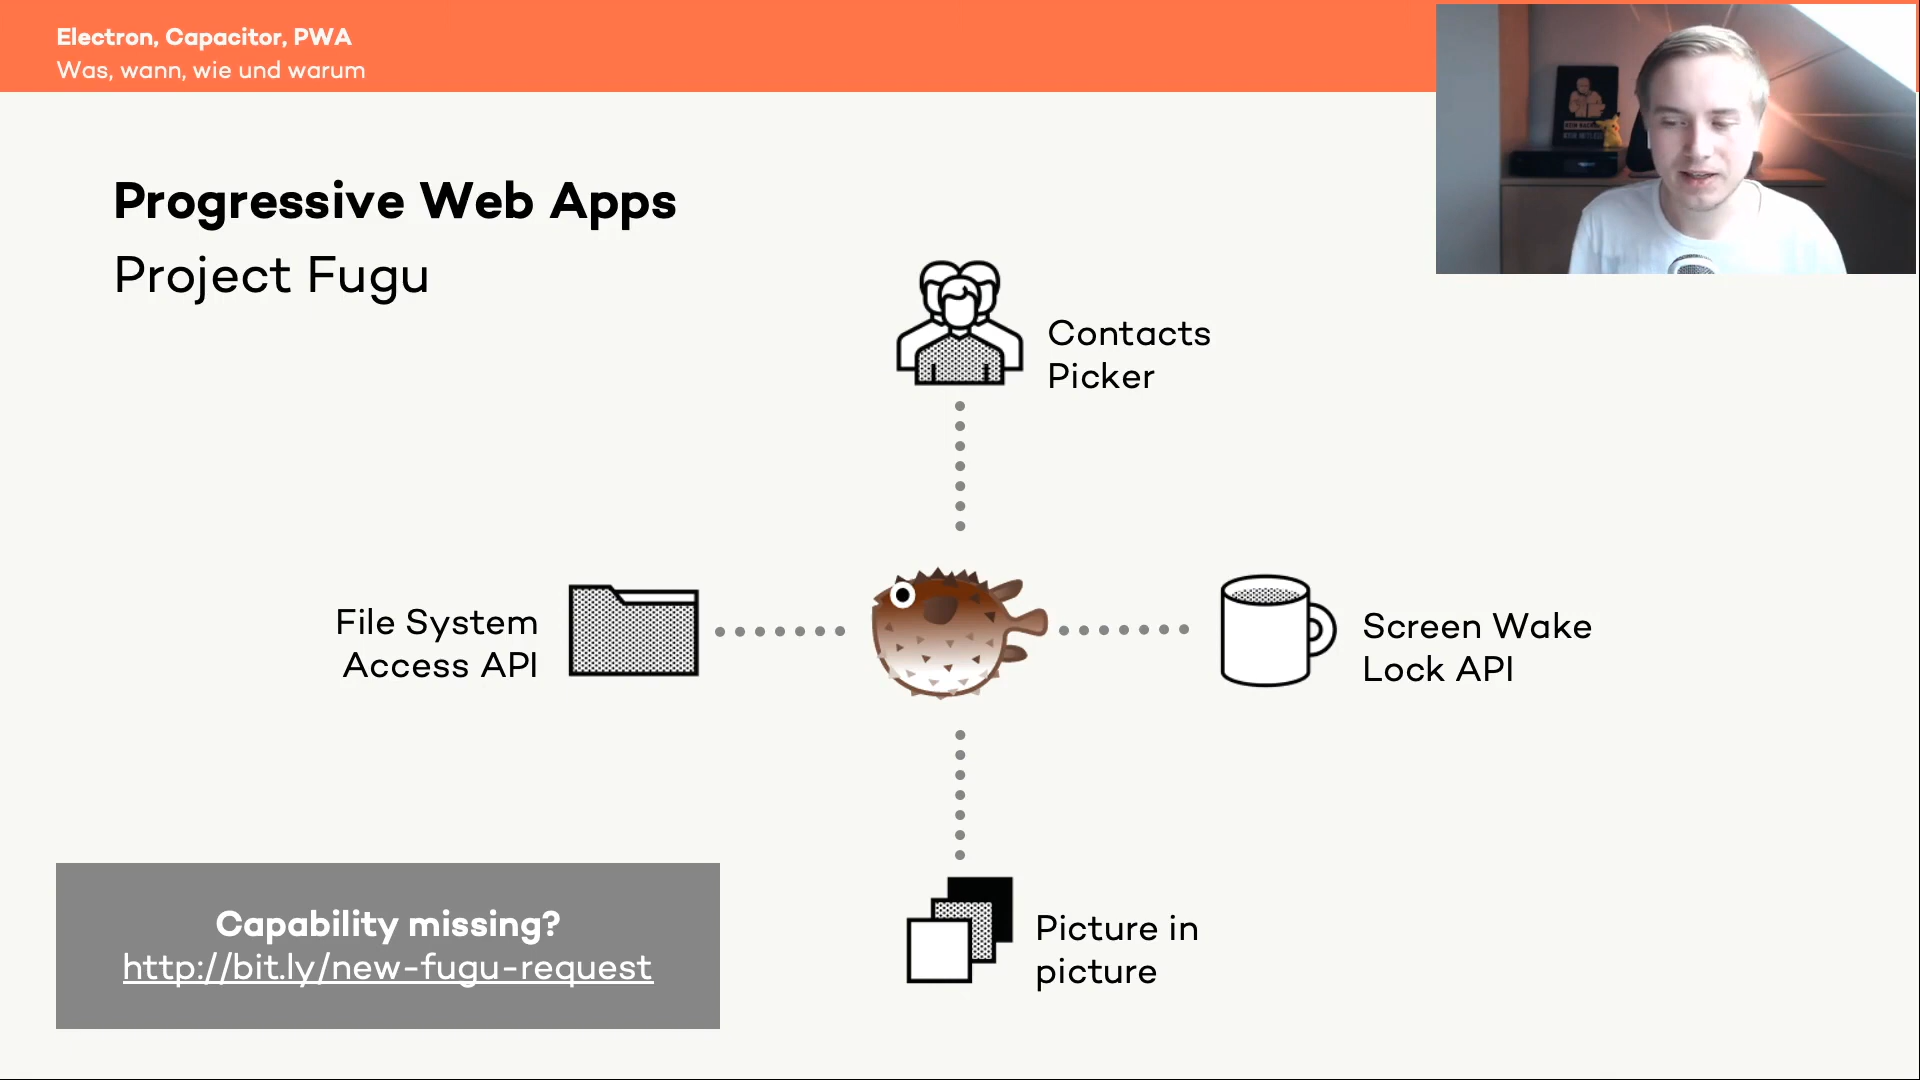 Electron, Capacitor, PWA
Was, wann, wie und warum
Progressive Web Apps
Project Fugu
Contacts
Picker
File System
Access API
Screen Wake
Lock API
Picture in
picture
Capability missing?
http://bit.ly/new-fugu-request